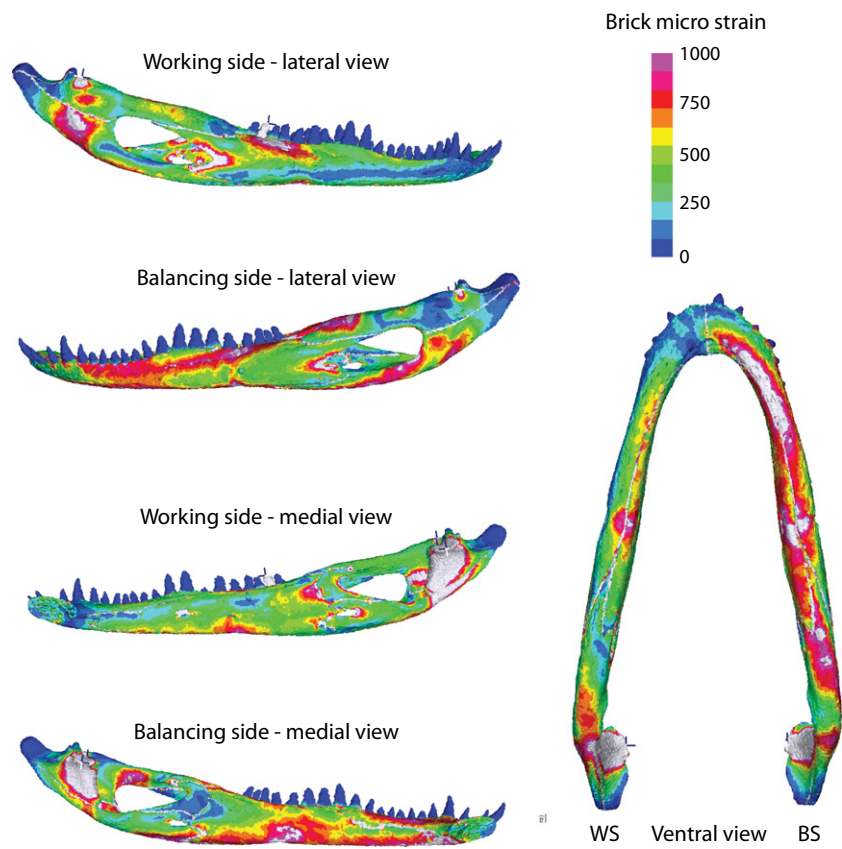 Brick micro strain
1000
750
500
250
0
Working side - lateral view
Balancing side - lateral view
Working side - medial view
Balancing side - medial view
WS Ventral view BS